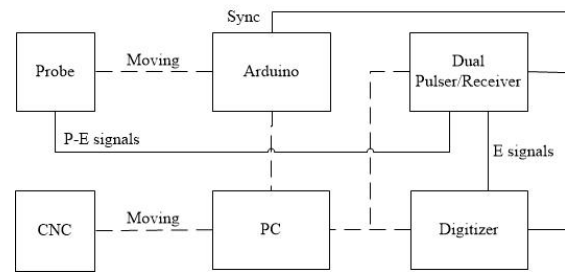 Sync
Probe
Moving
Arduino
Dual
Pulser/Receiver
P-E signals
E signals
CNC
Moving
PC
Digitizer